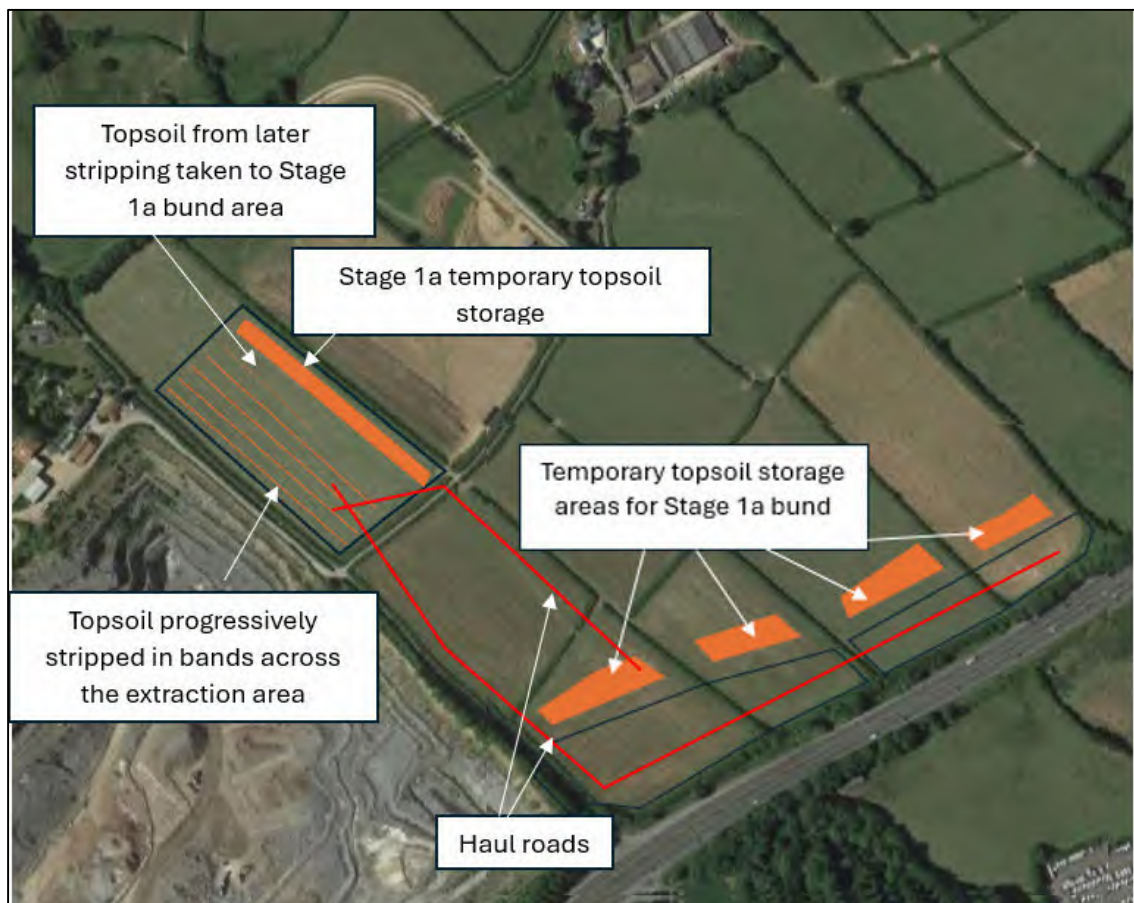 Topsoil from later
stripping taken to Stage
1a bund area
Stage 1a temporary topsoil
storage
Temporary topsoil storage
areas for Stage 1a bund
Topsoil progressively
stripped in bands across
the extraction area
Haul roads